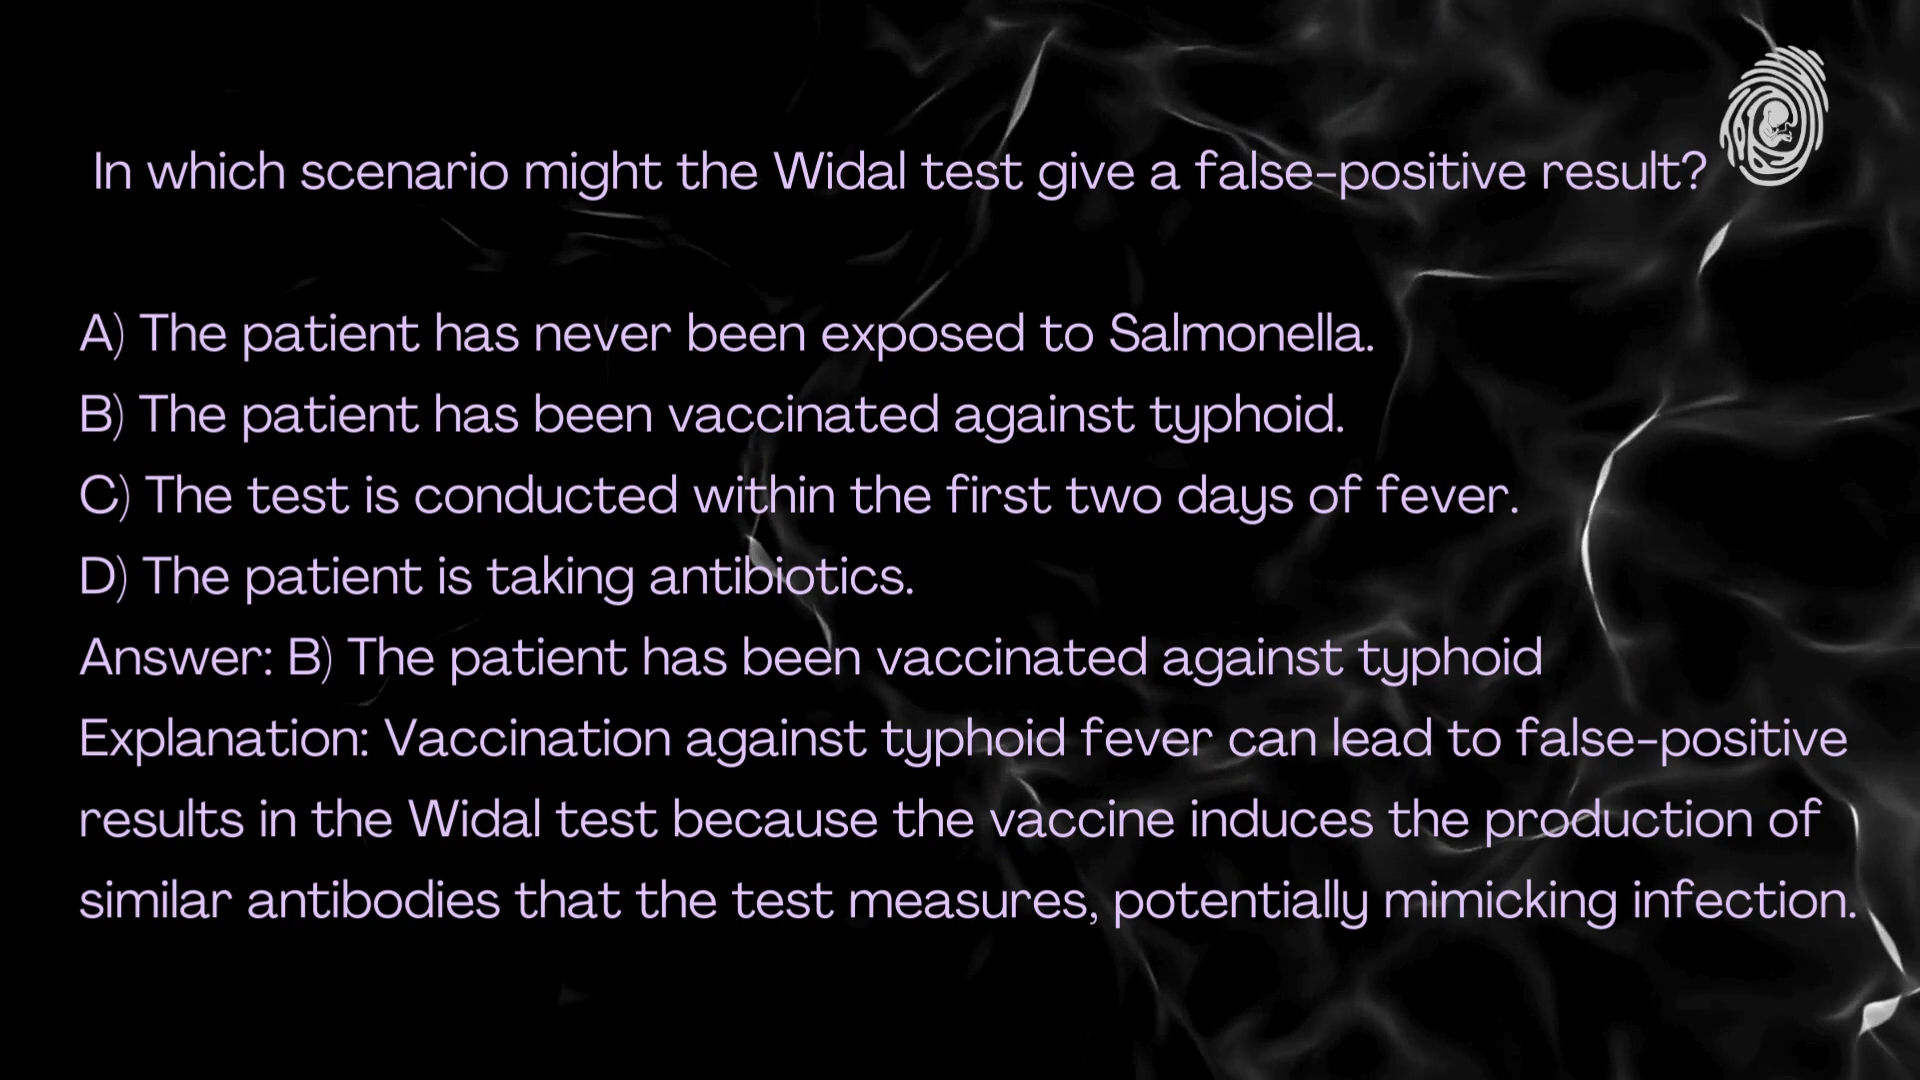 In which scenario might the Widal test give a false-positive result?
A) The patient has never been exposed to Salmonella.
B) The patient has been vaccinated against typhoid.
C) The test is conducted within the first two days of fever.
D) The patient is taking antibiotics.
Answer: B) The patient has been vaccinated against typhoid
Explanation: Vaccination against typhoid fever can lead to false-positive
results in the Widal test because the vaccine induces the production of
similar antibodies that the test measures, potentially mimicking infection.